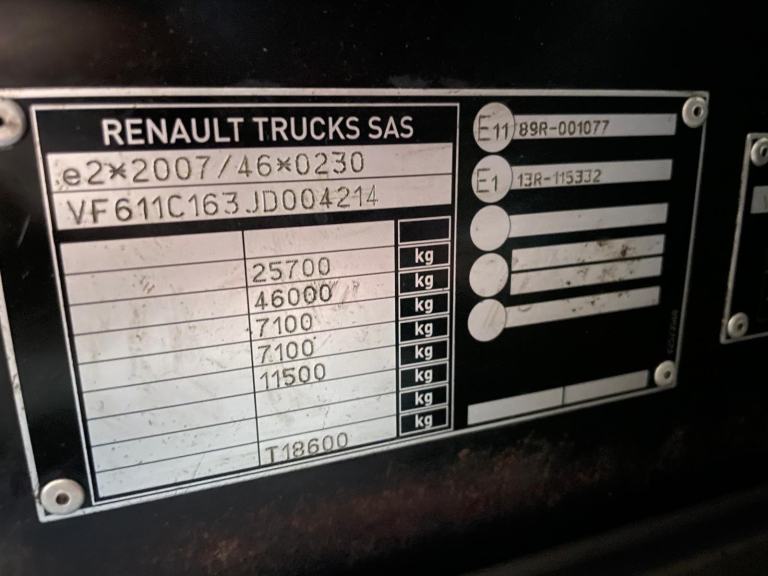 RENAULT TRUCKS SAS
e2*2007/46*0230
VF611C163JD004214
25700 kg
46000 kg
7100 kg
7100 kg
11500 kg
kg
kg
kg
T18600
E11 89R-001077
E1 13R-115332